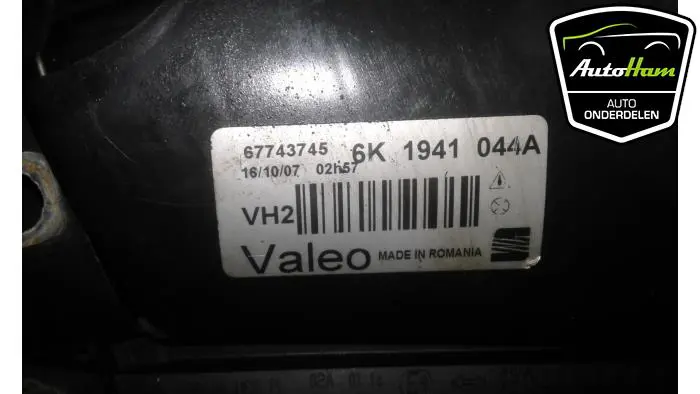 AutoHam
AUTO
ONDERDELEN
67743745 6K 1941 044A
16/10/07 02h57
VH2
Valeo MADE IN ROMANIA